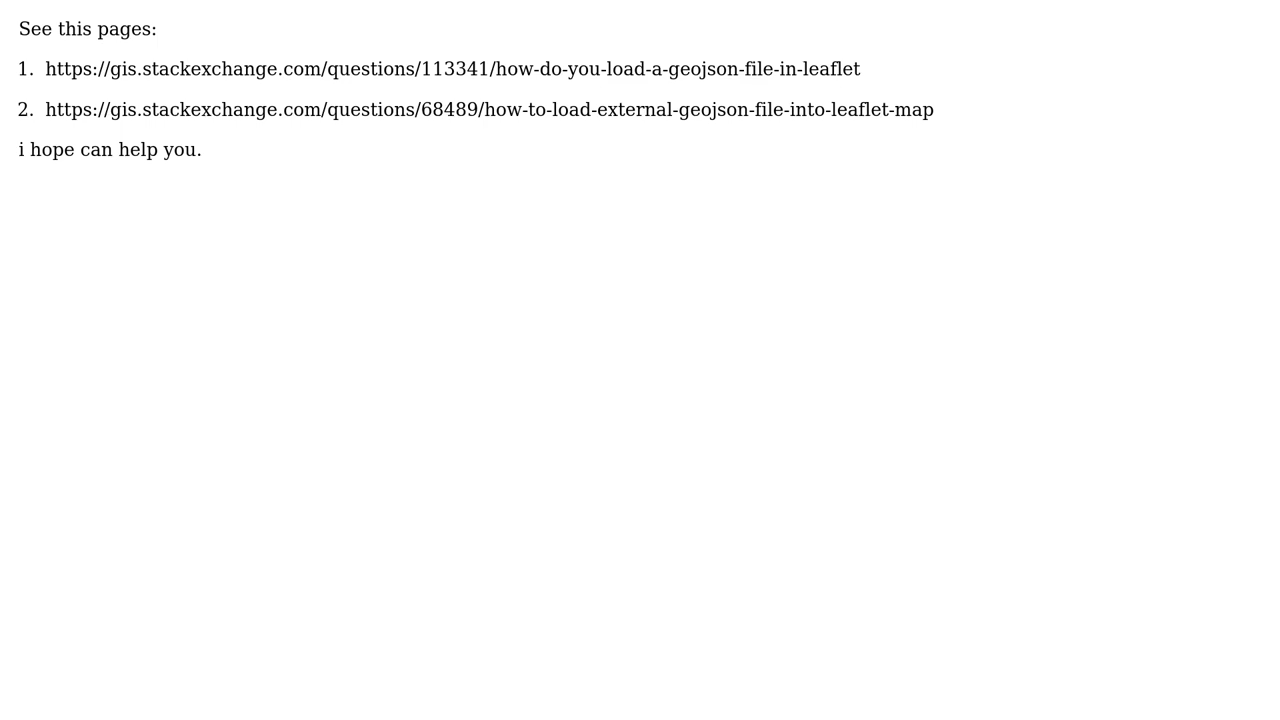 See this pages:
1. https://gis.stackexchange.com/questions/113341/how-do-you-load-a-geojson-file-in-leaflet
2. https://gis.stackexchange.com/questions/68489/how-to-load-external-geojson-file-into-leaflet-map
i hope can help you.